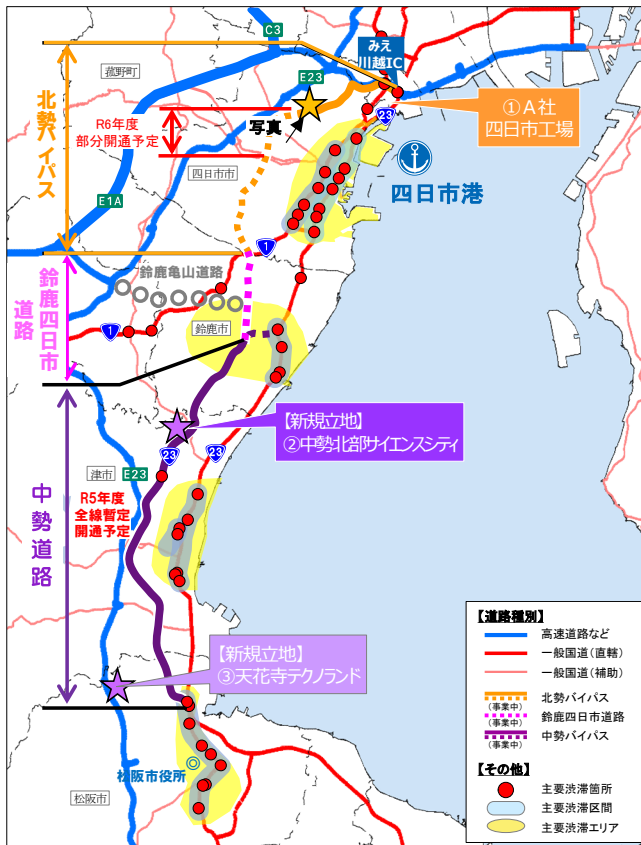 C3
みえ
川越IC
菰野町
E23
23
①A社
四日市工場
北勢バイパス
R6年度
部分開通予定
写真
四日市市
四日市港
E1A
1
鈴鹿亀山道路
鈴鹿四日市
道路
1
鈴鹿市
【新規立地】
②中勢北部サイエンスシティ
23
23
津市
E23
R5年度
全線暫定
開通予定
中勢道路
【新規立地】
③天花寺テクノランド
松阪市役所
松阪市
【道路種別】
高速道路など
一般国道(直轄)
一般国道(補助)
北勢バイパス
(事業中)
鈴鹿四日市道路
(事業中)
中勢バイパス
(事業中)
【その他】
主要渋滞箇所
主要渋滞区間
主要渋滞エリア